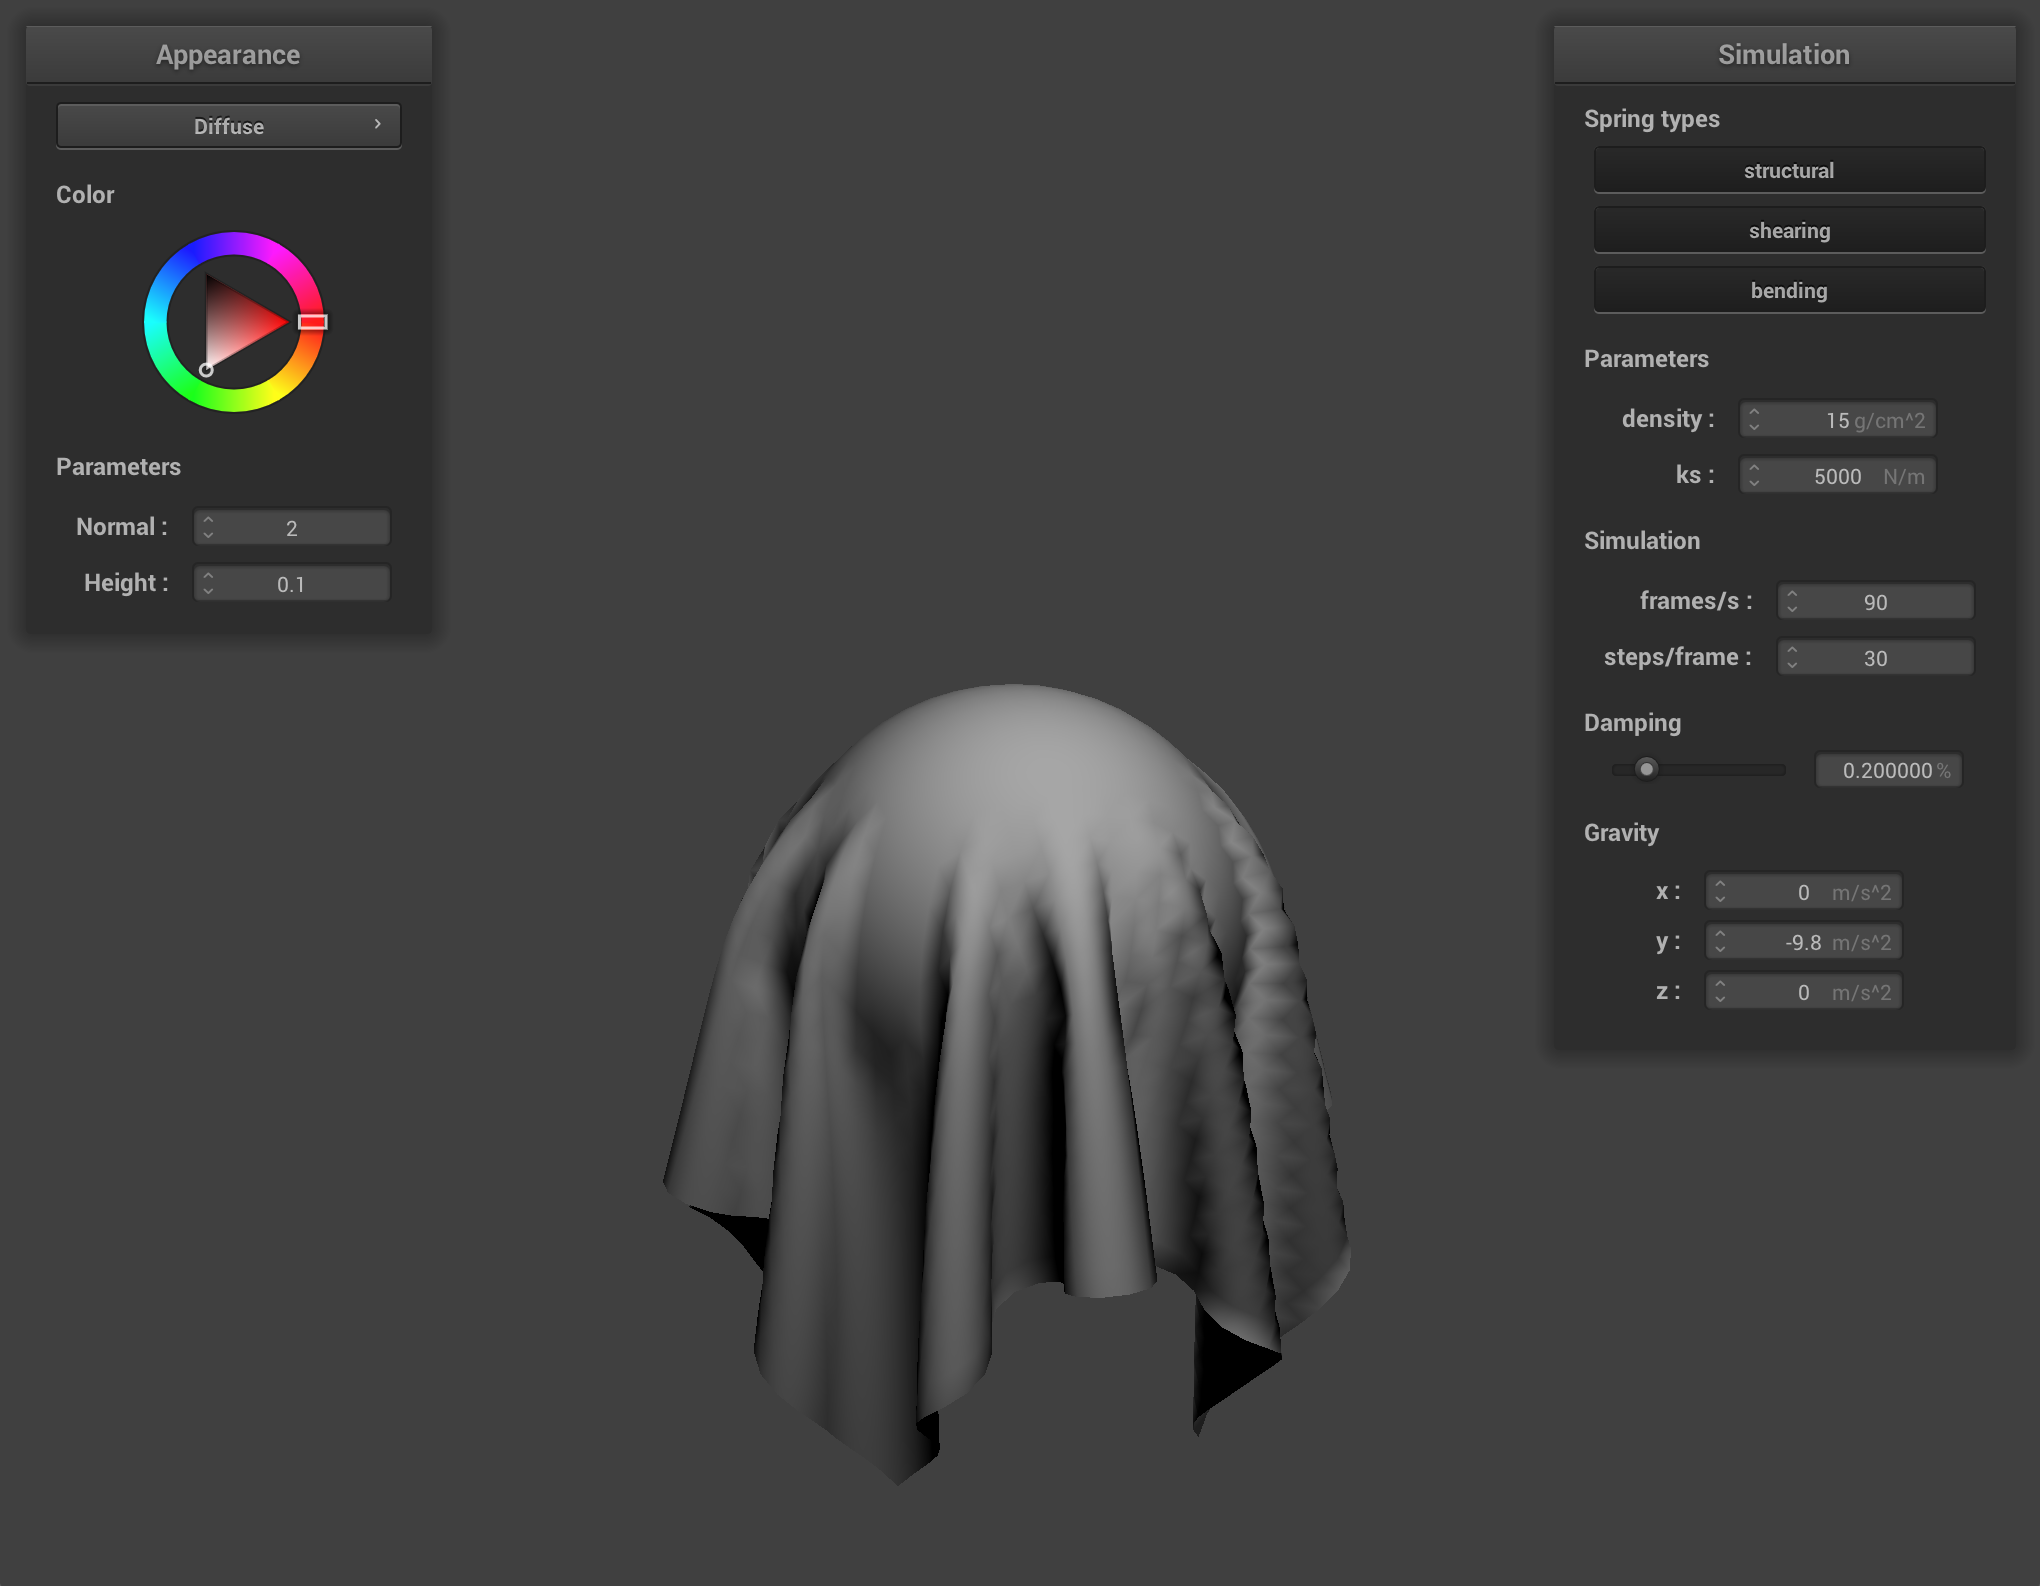 Appearance
Diffuse
Color
Parameters
Normal : 2
Height : 0.1
Simulation
Spring types
structural
shearing
bending
Parameters
density : 15 g/cm^2
ks : 5000 N/m
Simulation
frames/s : 90
steps/frame : 30
Damping
0.200000 %
Gravity
x : 0 m/s^2
y : -9.8 m/s^2
z : 0 m/s^2